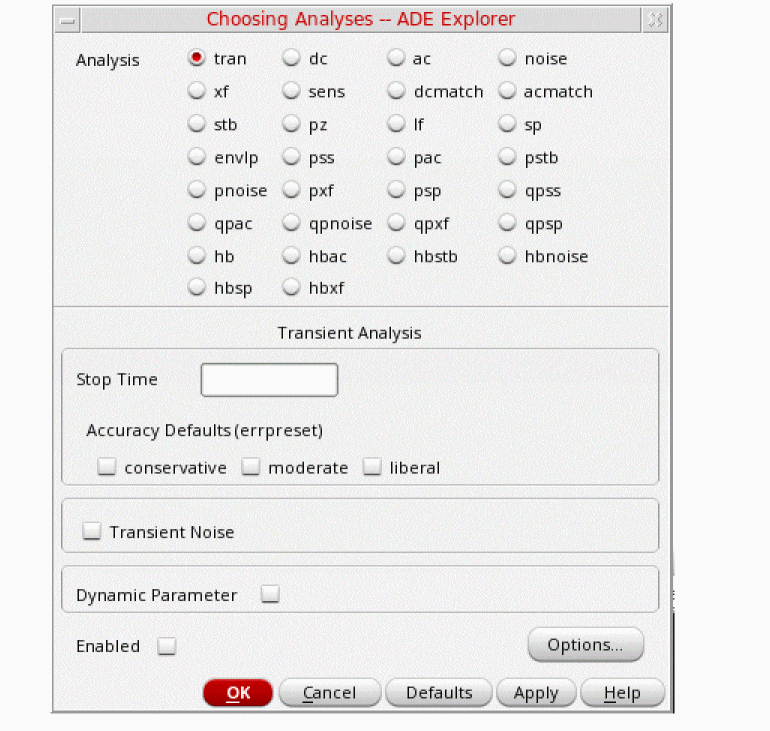 Choosing Analyses -- ADE Explorer
Analysis tran dc ac noise
xf sens dcmatch acmatch
stb pz lf sp
envlp pss pac pstb
pnoise pxf psp qpss
qpac qpnoise qpxf qpsp
hb hbac hbstb hbnoise
hbsp hbxf
Transient Analysis
Stop Time
Accuracy Defaults (errpreset)
conservative moderate liberal
Transient Noise
Dynamic Parameter
Enabled Options...
OK Cancel Defaults Apply Help